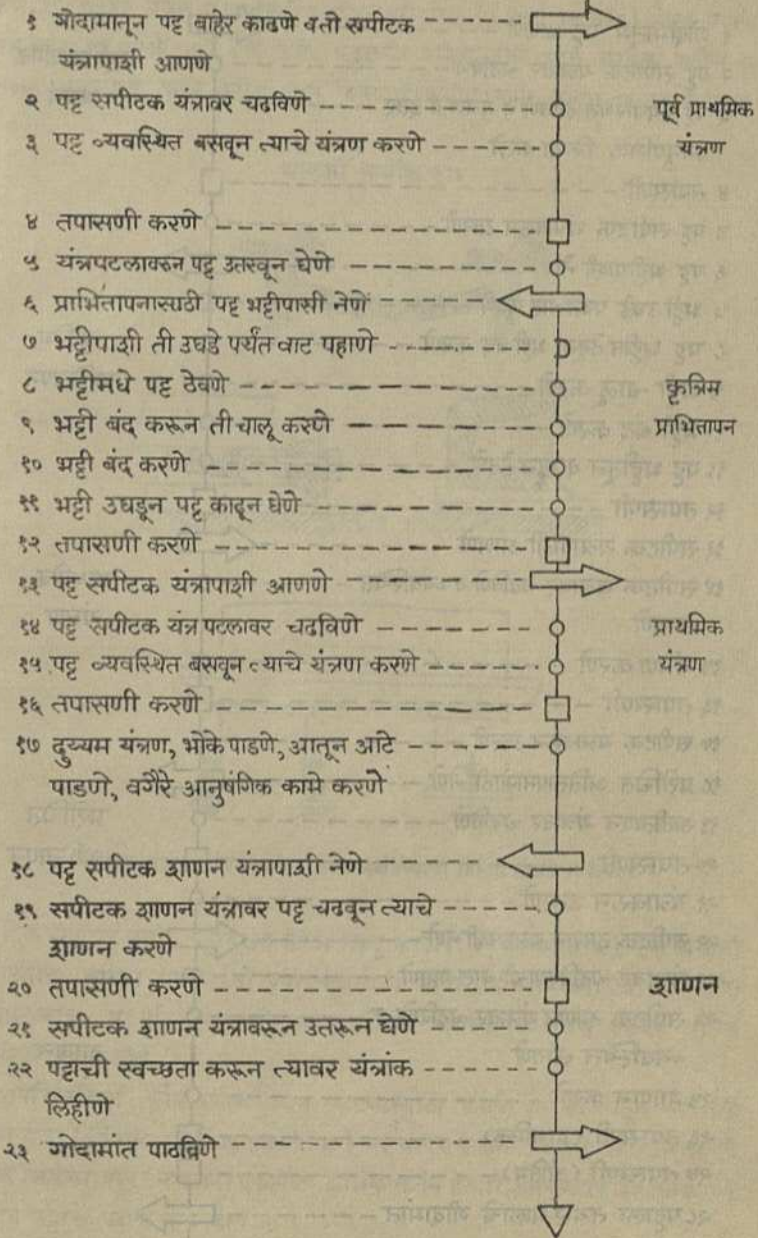 १ गोदामातून पट्ट बाहेर काढणे व तो सपीटक
यंत्रापाशी आणणे
२ पट्ट सपीटक यंत्रावर चढविणे
पूर्व प्राथमिक
३ पट्ट व्यवस्थित बसवून त्याचे यंत्रण करणे
यंत्रण
४ तपासणी करणे
५ यंत्रपटलावरुन पट्ट उतरवून घेणे
६ प्राभितापनासाठी पट्ट भट्टीपासी नेणे
७ भट्टीपाशी ती उघडे पर्यंत वाट पहाणे
८ भट्टीमधे पट्ट ठेवणे
कृत्रिम
९ भट्टी बंद करून ती चालू करणे
प्राभितापन
१० भट्टी बंद करणे
११ भट्टी उघडून पट्ट काढून घेणे
१२ तपासणी करणे
१३ पट्ट सपीटक यंत्रापाशी आणणे
१४ पट्ट सपीटक यंत्र पटलावर चढविणे
प्राथमिक
१५ पट्ट व्यवस्थित बसवून त्याचे यंत्रण करणे
यंत्रण
१६ तपासणी करणे
१७ दुय्यम यंत्रण, भोके पाडणे, आतून आटे
पाडणे, वगैरे आनुषंगिक कामे करणे
१८ पट्ट सपीटक शाणन यंत्रापाशी नेणे
१९ सपीटक शाणन यंत्रावर पट्ट चढवून त्याचे
शाणन करणे
२० तपासणी करणे
शाणन
२१ सपीटक शाणन यंत्रावरून उतरून घेणे
२२ पट्टाची स्वच्छता करून त्यावर यंत्रांक
लिहीणे
२३ गोदामांत पाठविणे